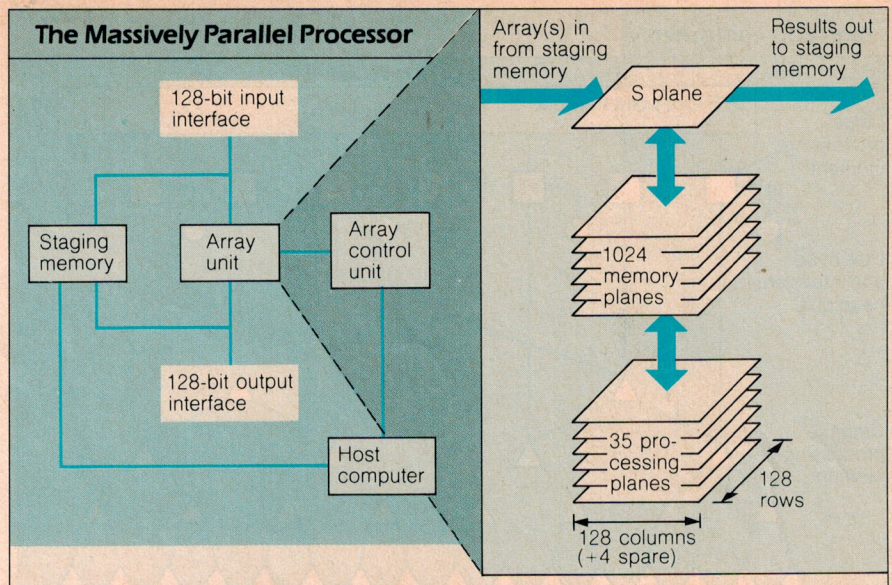 The Massively Parallel Processor
128-bit input
interface
Staging
memory
Array
unit
Array
control
unit
128-bit output
interface
Host
computer
Array(s) in
from staging
memory
Results out
to staging
memory
S plane
1024
memory
planes
35 pro-
cessing
planes
128
rows
128 columns
(+4 spare)